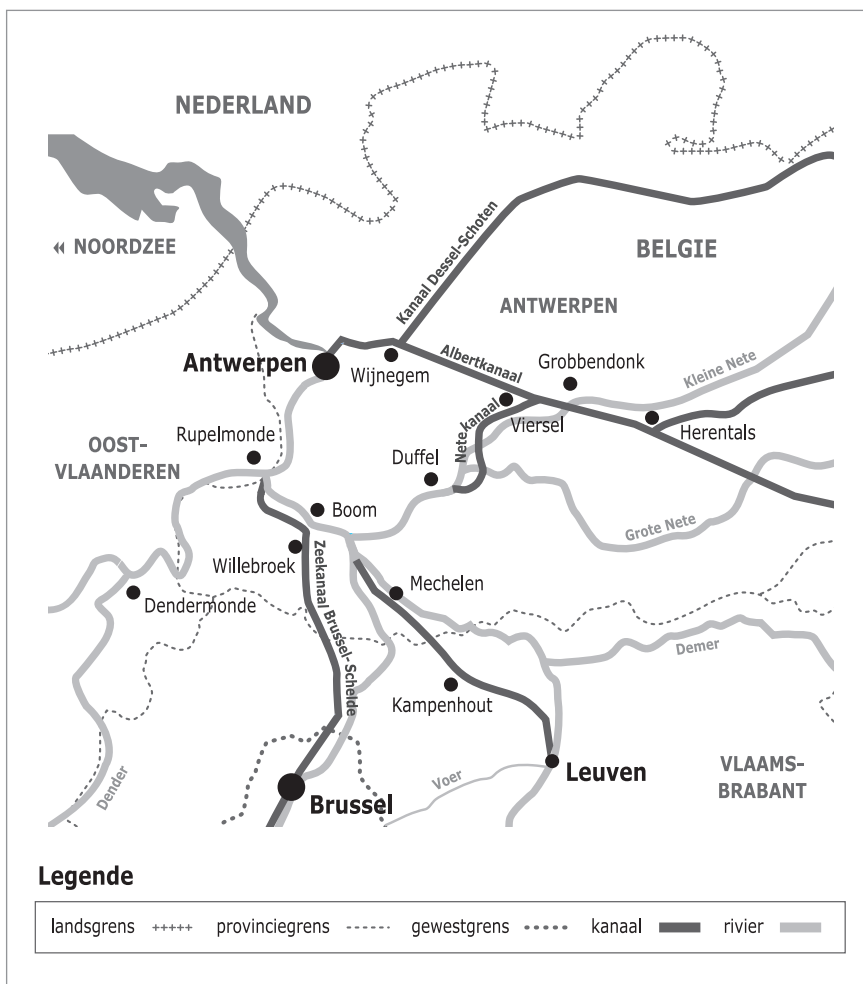 NEDERLAND
« NOORDZEE
BELGIE
Kanaal Dessel-Schoten
ANTWERPEN
Antwerpen
Wijnegem
Albertkanaal
Grobbendonk
Kleine Nete
Netekanaal
Viersel
Herentals
OOST-
VLAANDEREN
Rupelmonde
Duffel
Boom
Grote Nete
Willebroek
Zeekanaal Brussel-Schelde
Mechelen
Dendermonde
Demer
Kampenhout
Dender
Voer
Leuven
VLAAMS-
BRABANT
Brussel
Legende
landsgrens provinciegrens gewestgrens kanaal rivier